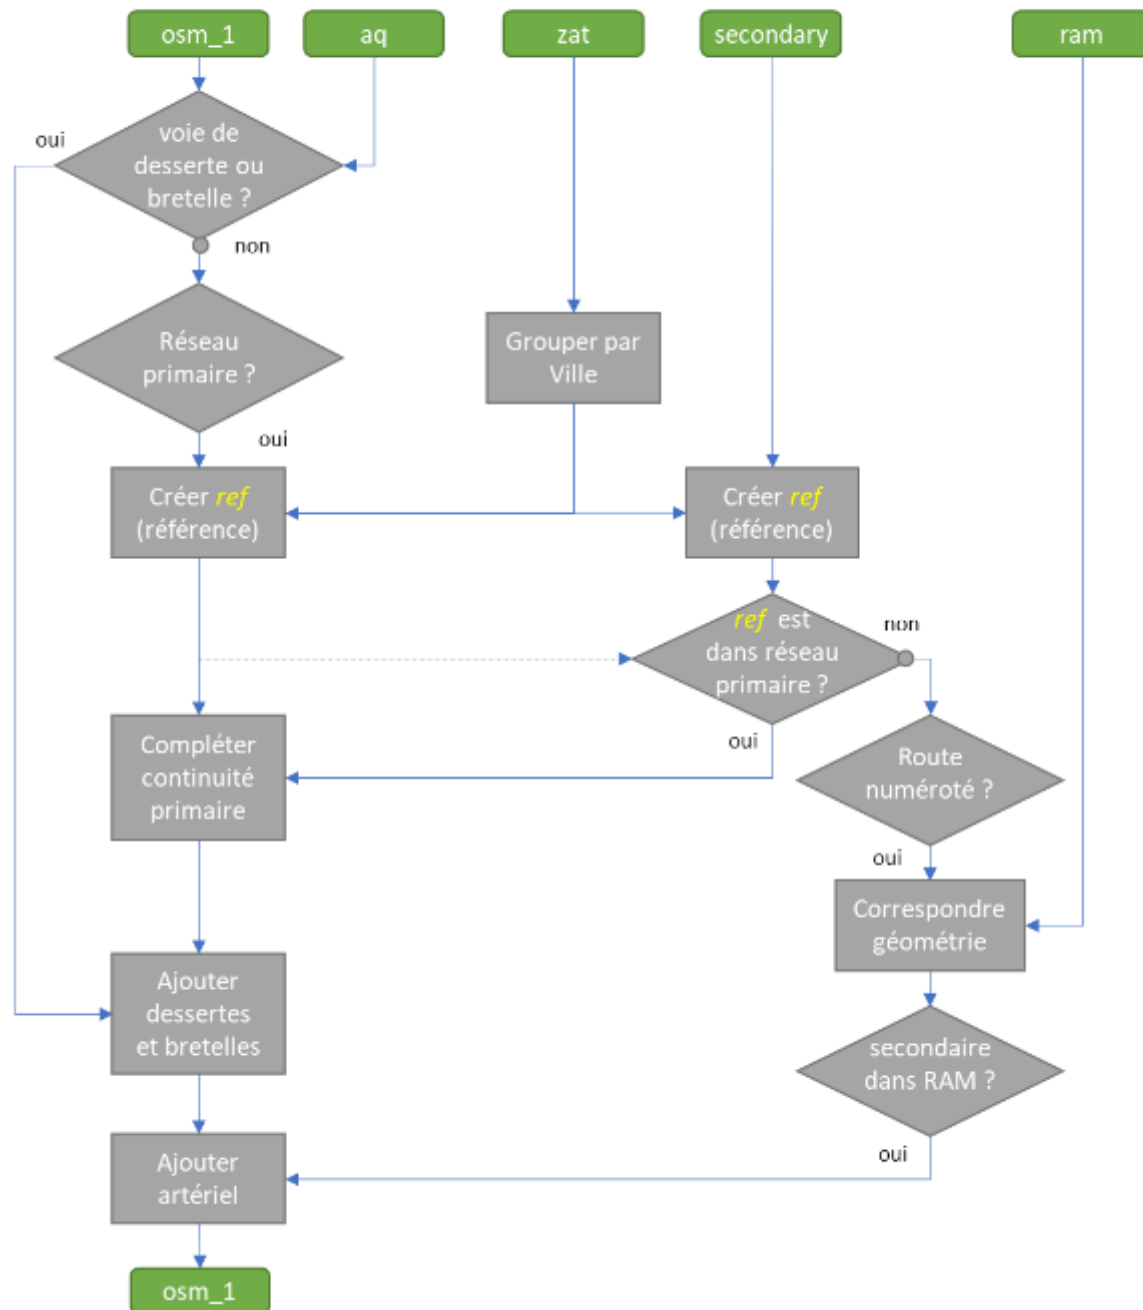 osm_1
aq
zat
secondary
ram
oui
voie de
desserte ou
bretelle ?
non
Réseau
primaire ?
Grouper par
Ville
oui
Créer ref
(référence)
Créer ref
(référence)
ref est
dans réseau
primaire ?
non
oui
Compléter
continuité
primaire
Route
numéroté ?
oui
Correspondre
géométrie
Ajouter
dessertes
et bretelles
secondaire
dans RAM ?
oui
Ajouter
artériel
osm_1